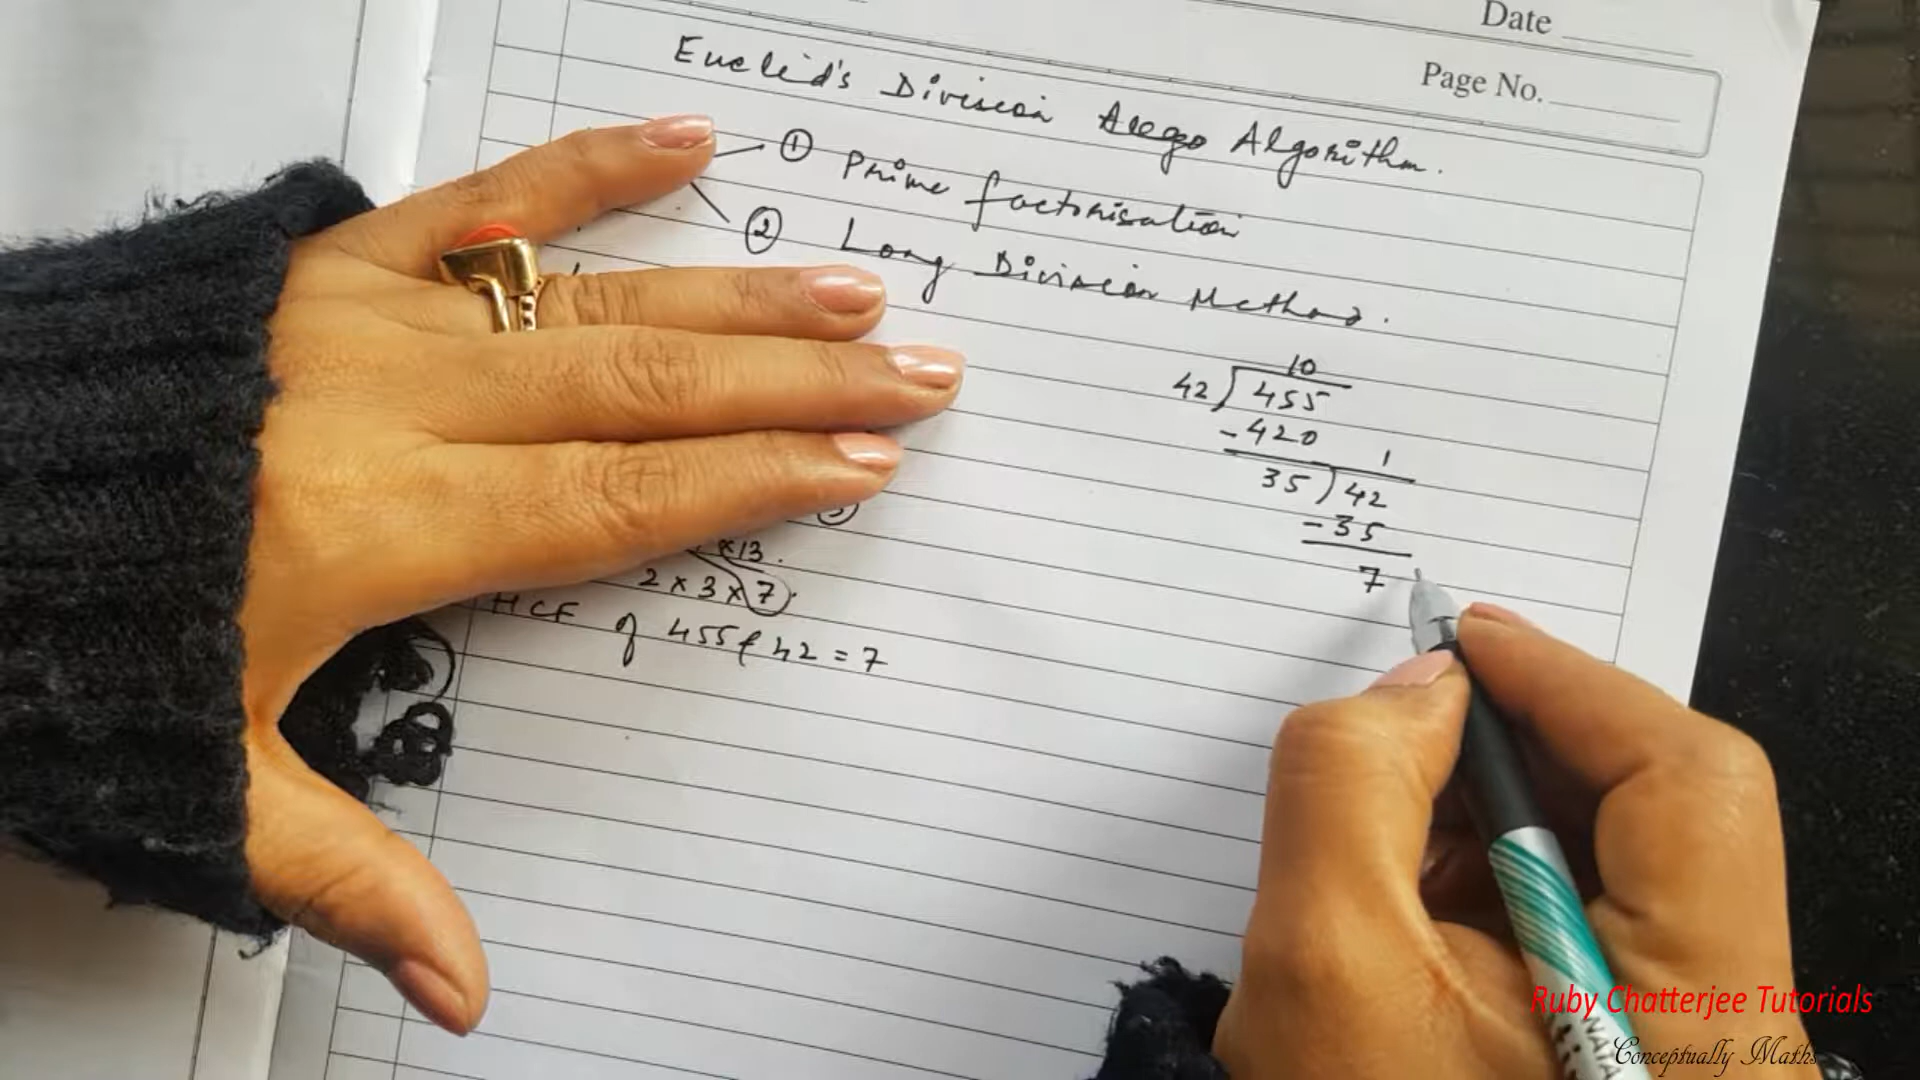 Date
Page No.
Euclid's Division Algo Algorithm.
① Prime factorisation
② Long Division Method.
10
42 ) 455
- 420 1
35 ) 42
- 35
7
x 13.
2 x 3 x 7
HCF of 455 & 42 = 7
Ruby Chatterjee Tutorials
Conceptually Maths